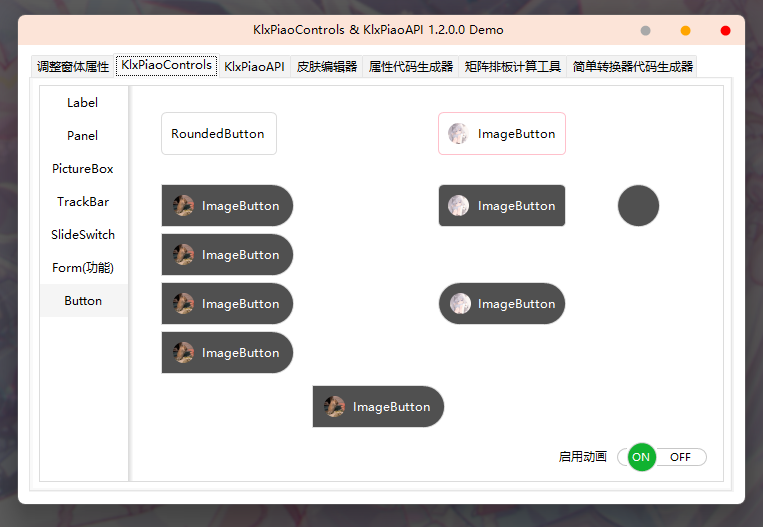 KlxPiaoControls & KlxPiaoAPI 1.2.0.0 Demo
调整窗体属性 KlxPiaoControls KlxPiaoAPI 皮肤编辑器 属性代码生成器 矩阵排板计算工具 简单转换器代码生成器
Label
Panel
PictureBox
TrackBar
SlideSwitch
Form(功能)
Button
RoundedButton ImageButton
ImageButton ImageButton
ImageButton
ImageButton ImageButton
ImageButton
ImageButton
启用动画 ON OFF